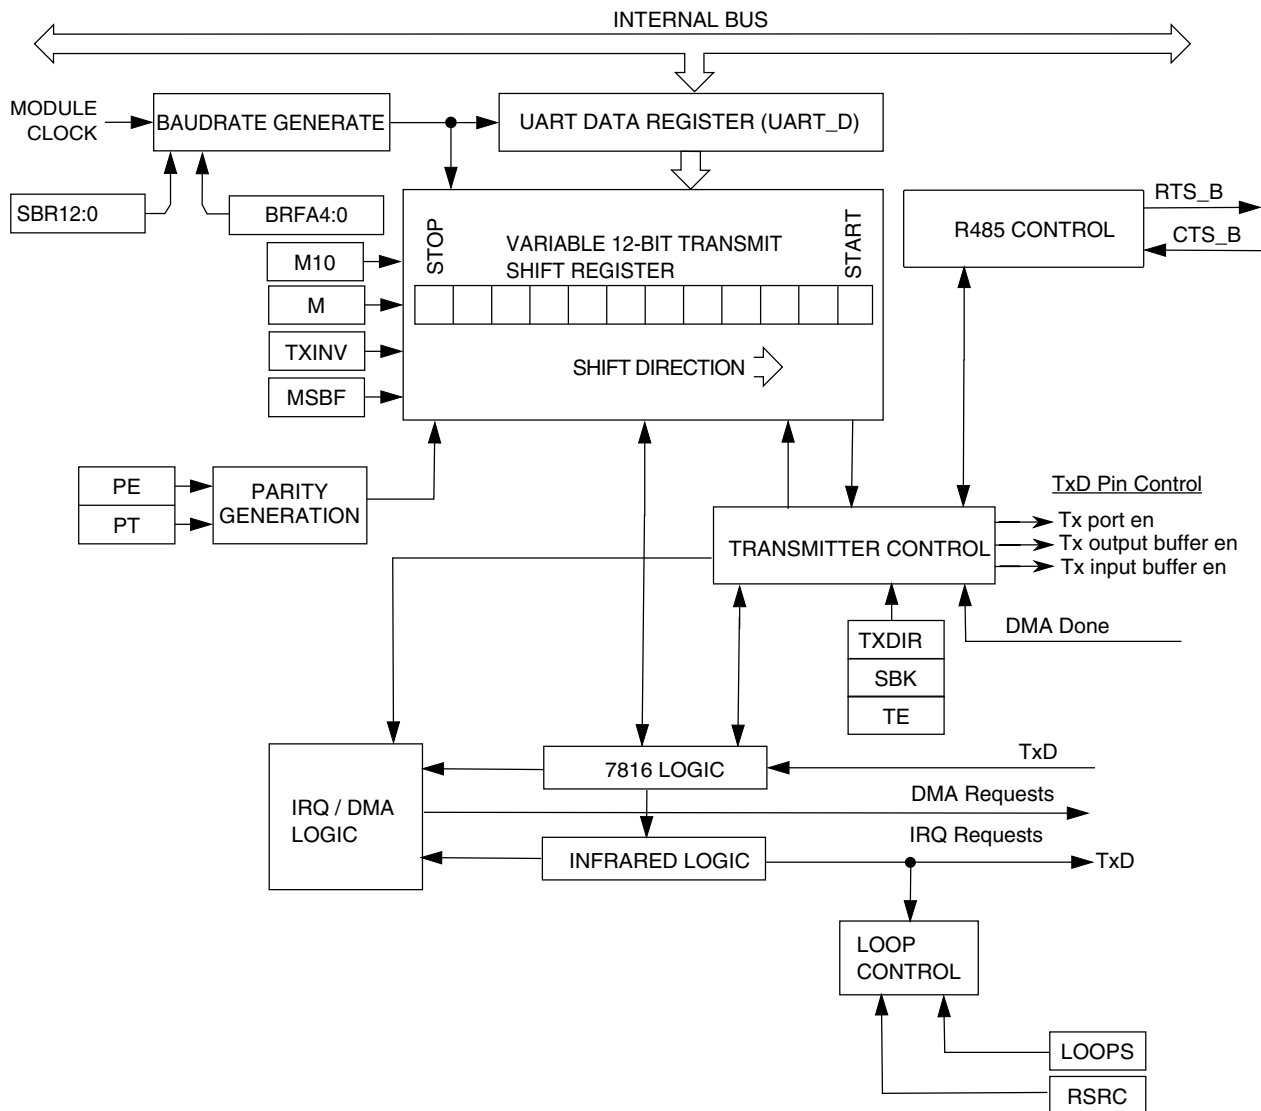 INTERNAL BUS
MODULE
CLOCK
BAUDRATE GENERATE
UART DATA REGISTER (UART_D)
SBR12:0
BRFA4:0
M10
M
TXINV
MSBF
STOP
VARIABLE 12-BIT TRANSMIT
SHIFT REGISTER
START
SHIFT DIRECTION
R485 CONTROL
RTS_B
CTS_B
PE
PT
PARITY
GENERATION
TRANSMITTER CONTROL
TxD Pin Control
Tx port en
Tx output buffer en
Tx input buffer en
DMA Done
TXDIR
SBK
TE
IRQ / DMA
LOGIC
7816 LOGIC
TxD
DMA Requests
IRQ Requests
INFRARED LOGIC
TxD
LOOP
CONTROL
LOOPS
RSRC